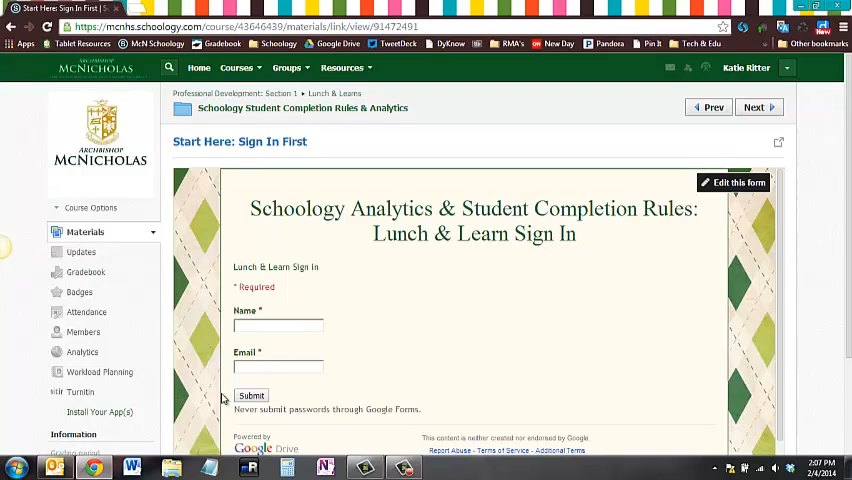 Start Here: Sign In First | S
https://mcnhs.schoology.com/course/43646439/materials/link/view/91472491
Apps Tablet Resources McN Schoology Gradebook Schoology Google Drive TweetDeck DyKnow RMA's New Day Pandora Pin It Tech & Edu Other bookmarks
ARCHBISHOP
McNICHOLAS
Home Courses Groups Resources Katie Ritter
Professional Development: Section 1 Lunch & Learns
Schoology Student Completion Rules & Analytics
Prev Next
Start Here: Sign In First
ARCHBISHOP
McNICHOLAS
Edit this form
Schoology Analytics & Student Completion Rules:
Lunch & Learn Sign In
Course Options
Materials
Updates
Gradebook
Badges
Attendance
Members
Analytics
Workload Planning
Turnitin
Install Your App(s)
Information
Grading period
Lunch & Learn Sign In
* Required
Name *
Email *
Submit
Never submit passwords through Google Forms.
Powered by
Google Drive
This content is neither created nor endorsed by Google
Report Abuse - Terms of Service - Additional Terms
2:07 PM
2/4/2014